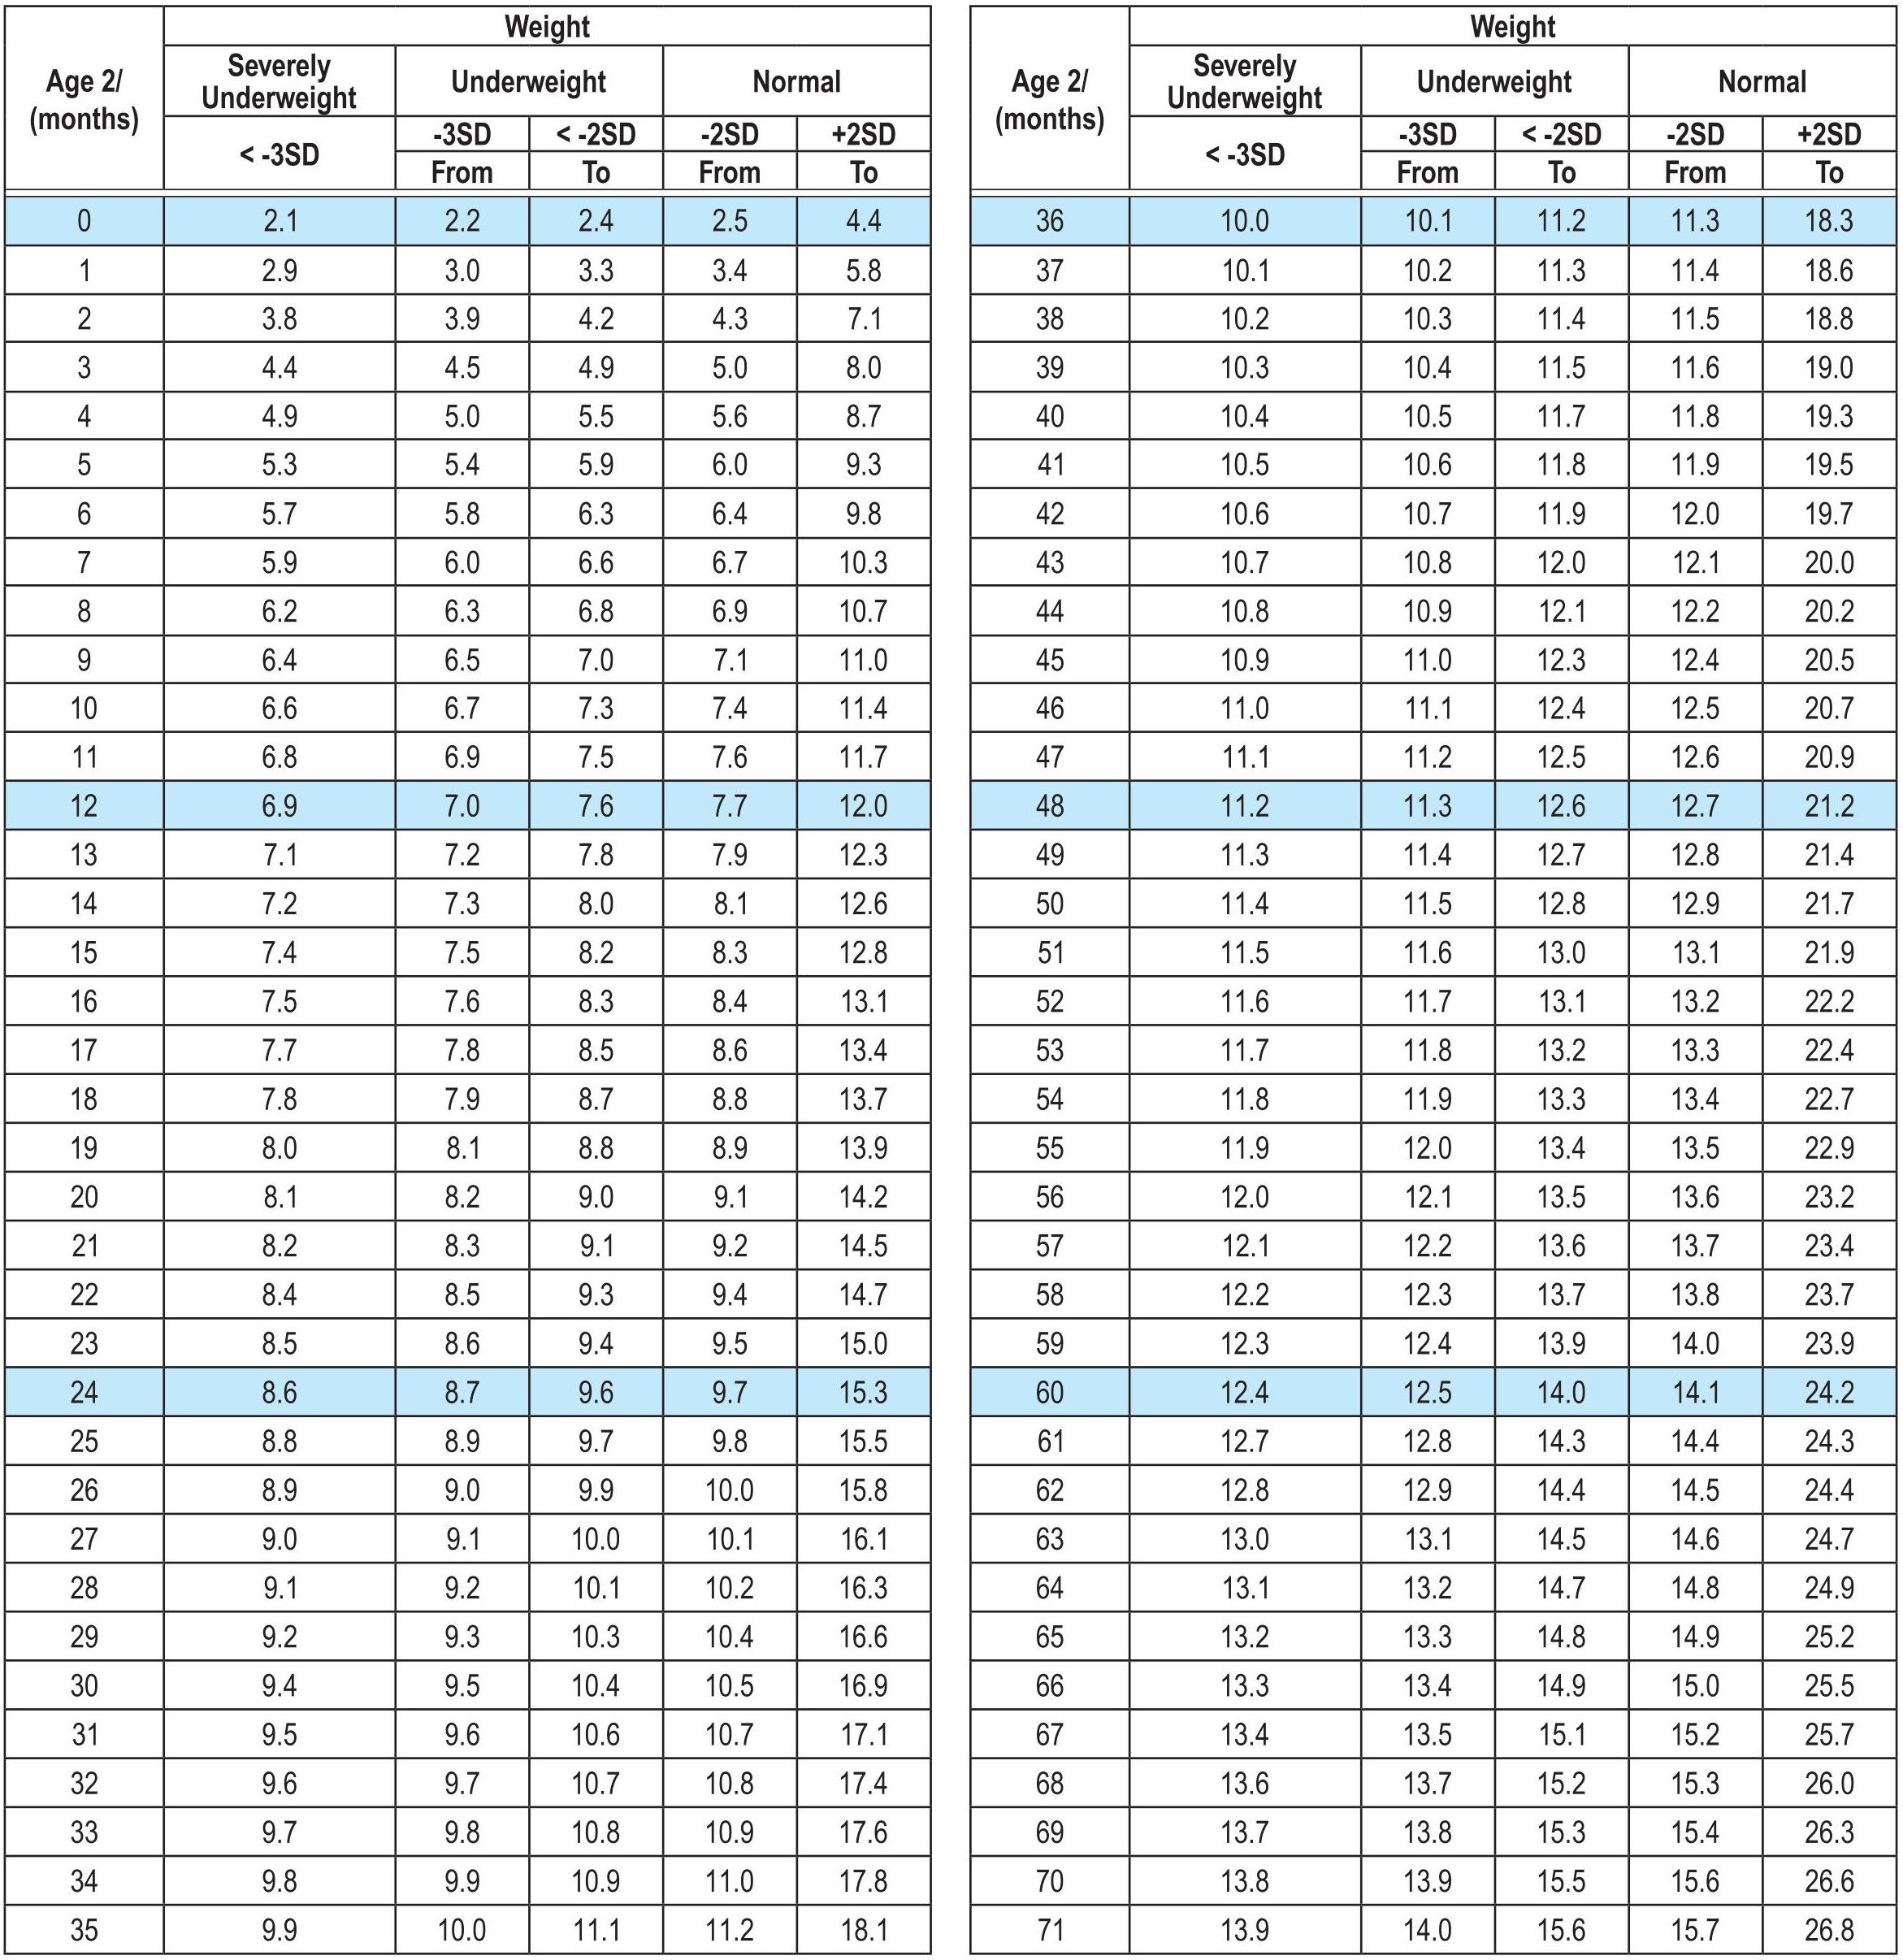 Age 2/ (months) Weight
Severely Underweight Underweight Normal
< -3SD -3SD < -2SD -2SD +2SD
From To From To
0 2.1 2.2 2.4 2.5 4.4
1 2.9 3.0 3.3 3.4 5.8
2 3.8 3.9 4.2 4.3 7.1
3 4.4 4.5 4.9 5.0 8.0
4 4.9 5.0 5.5 5.6 8.7
5 5.3 5.4 5.9 6.0 9.3
6 5.7 5.8 6.3 6.4 9.8
7 5.9 6.0 6.6 6.7 10.3
8 6.2 6.3 6.8 6.9 10.7
9 6.4 6.5 7.0 7.1 11.0
10 6.6 6.7 7.3 7.4 11.4
11 6.8 6.9 7.5 7.6 11.7
12 6.9 7.0 7.6 7.7 12.0
13 7.1 7.2 7.8 7.9 12.3
14 7.2 7.3 8.0 8.1 12.6
15 7.4 7.5 8.2 8.3 12.8
16 7.5 7.6 8.3 8.4 13.1
17 7.7 7.8 8.5 8.6 13.4
18 7.8 7.9 8.7 8.8 13.7
19 8.0 8.1 8.8 8.9 13.9
20 8.1 8.2 9.0 9.1 14.2
21 8.2 8.3 9.1 9.2 14.5
22 8.4 8.5 9.3 9.4 14.7
23 8.5 8.6 9.4 9.5 15.0
24 8.6 8.7 9.6 9.7 15.3
25 8.8 8.9 9.7 9.8 15.5
26 8.9 9.0 9.9 10.0 15.8
27 9.0 9.1 10.0 10.1 16.1
28 9.1 9.2 10.1 10.2 16.3
29 9.2 9.3 10.3 10.4 16.6
30 9.4 9.5 10.4 10.5 16.9
31 9.5 9.6 10.6 10.7 17.1
32 9.6 9.7 10.7 10.8 17.4
33 9.7 9.8 10.8 10.9 17.6
34 9.8 9.9 10.9 11.0 17.8
35 9.9 10.0 11.1 11.2 18.1
Age 2/ (months) Weight
Severely Underweight Underweight Normal
< -3SD -3SD < -2SD -2SD +2SD
From To From To
36 10.0 10.1 11.2 11.3 18.3
37 10.1 10.2 11.3 11.4 18.6
38 10.2 10.3 11.4 11.5 18.8
39 10.3 10.4 11.5 11.6 19.0
40 10.4 10.5 11.7 11.8 19.3
41 10.5 10.6 11.8 11.9 19.5
42 10.6 10.7 11.9 12.0 19.7
43 10.7 10.8 12.0 12.1 20.0
44 10.8 10.9 12.1 12.2 20.2
45 10.9 11.0 12.3 12.4 20.5
46 11.0 11.1 12.4 12.5 20.7
47 11.1 11.2 12.5 12.6 20.9
48 11.2 11.3 12.6 12.7 21.2
49 11.3 11.4 12.7 12.8 21.4
50 11.4 11.5 12.8 12.9 21.7
51 11.5 11.6 13.0 13.1 21.9
52 11.6 11.7 13.1 13.2 22.2
53 11.7 11.8 13.2 13.3 22.4
54 11.8 11.9 13.3 13.4 22.7
55 11.9 12.0 13.4 13.5 22.9
56 12.0 12.1 13.5 13.6 23.2
57 12.1 12.2 13.6 13.7 23.4
58 12.2 12.3 13.7 13.8 23.7
59 12.3 12.4 13.9 14.0 23.9
60 12.4 12.5 14.0 14.1 24.2
61 12.7 12.8 14.3 14.4 24.3
62 12.8 12.9 14.4 14.5 24.4
63 13.0 13.1 14.5 14.6 24.7
64 13.1 13.2 14.7 14.8 24.9
65 13.2 13.3 14.8 14.9 25.2
66 13.3 13.4 14.9 15.0 25.5
67 13.4 13.5 15.1 15.2 25.7
68 13.6 13.7 15.2 15.3 26.0
69 13.7 13.8 15.3 15.4 26.3
70 13.8 13.9 15.5 15.6 26.6
71 13.9 14.0 15.6 15.7 26.8